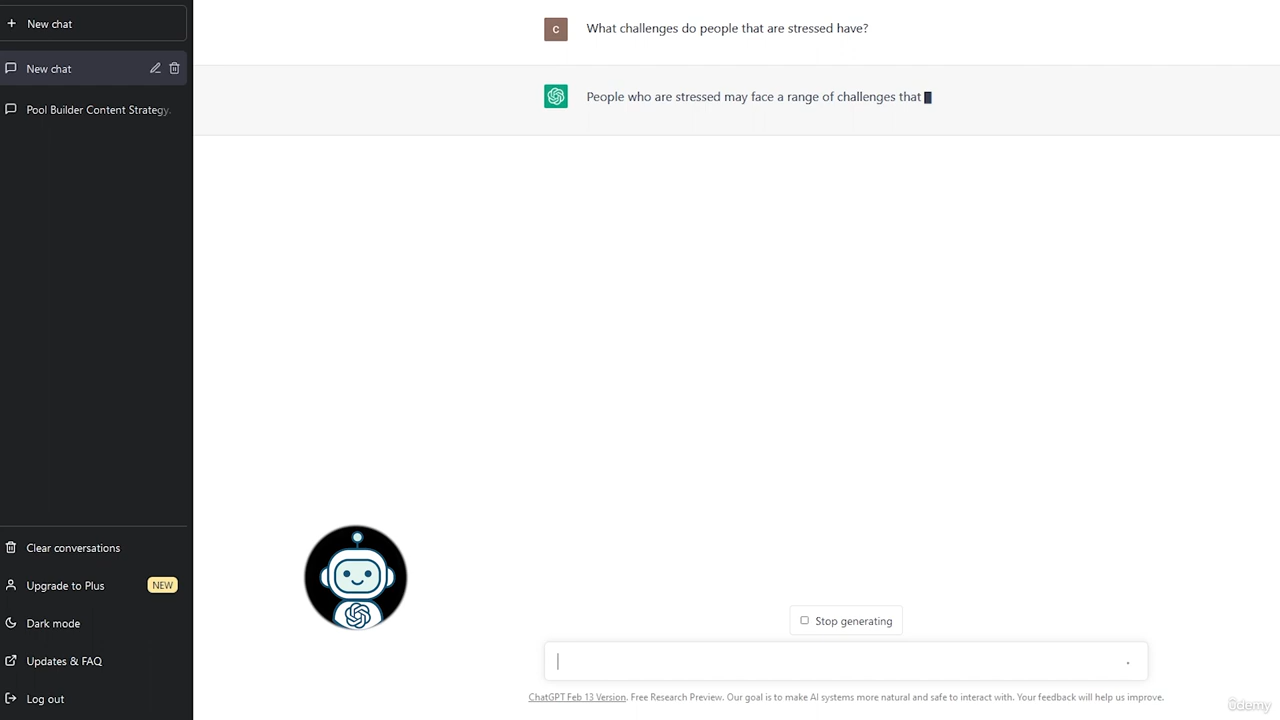 New chat
New chat
Pool Builder Content Strategy.
Clear conversations
Upgrade to Plus NEW
Dark mode
Updates & FAQ
Log out
C What challenges do people that are stressed have?
People who are stressed may face a range of challenges that
Stop generating
ChatGPT Feb 13 Version. Free Research Preview. Our goal is to make AI systems more natural and safe to interact with. Your feedback will help us improve.
ûdemy